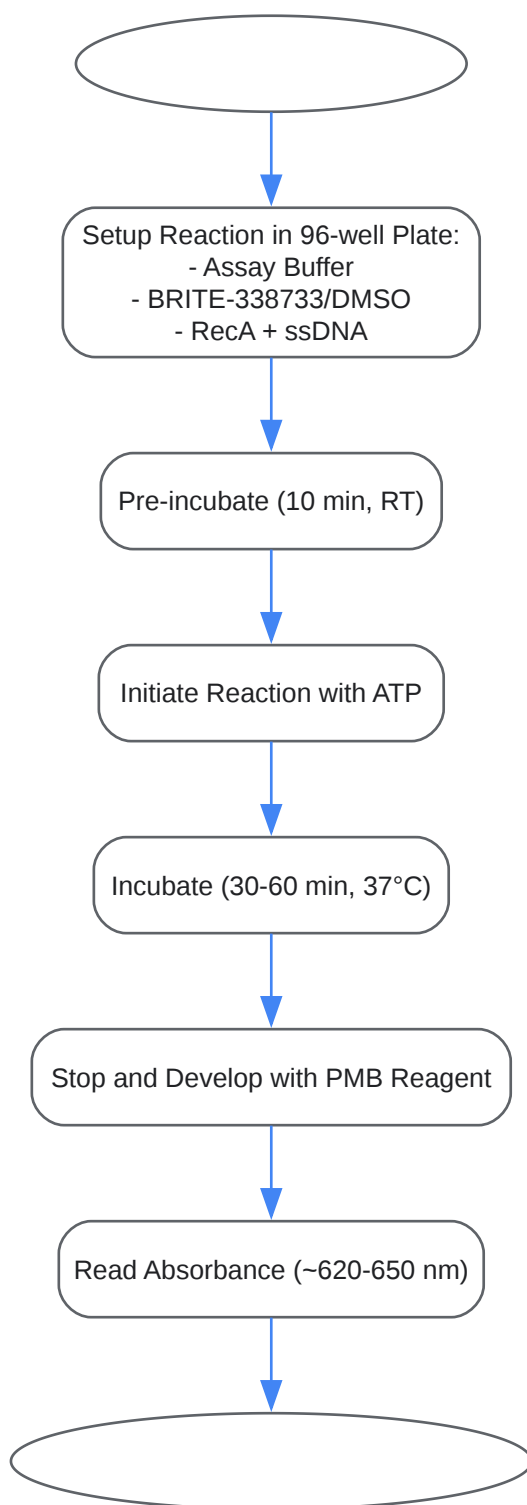 Setup Reaction in 96-well Plate:
- Assay Buffer
- BRITE-338733/DMSO
- RecA + ssDNA
Pre-incubate (10 min, RT)
Initiate Reaction with ATP
Incubate (30-60 min, 37°C)
Stop and Develop with PMB Reagent
Read Absorbance (~620-650 nm)